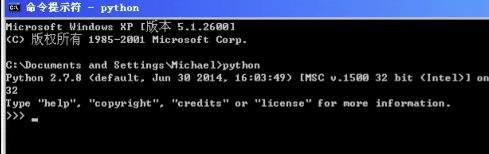 命令提示符 - python
Microsoft Windows XP [版本 5.1.2600]
(C) 版权所有 1985-2001 Microsoft Corp.
C:\Documents and Settings\Michael>python
Python 2.7.8 (default, Jun 30 2014, 16:03:49) [MSC v.1500 32 bit (Intel)] on
32
Type "help", "copyright", "credits" or "license" for more information.
>>> _